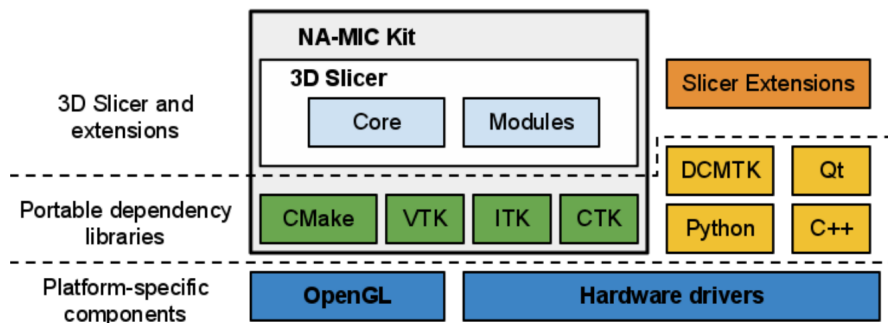 NA-MIC Kit
3D Slicer
3D Slicer and
extensions
Core
Modules
Slicer Extensions
Portable dependency
libraries
CMake
VTK
ITK
CTK
DCMTK
Qt
Python
C++
Platform-specific
components
OpenGL
Hardware drivers